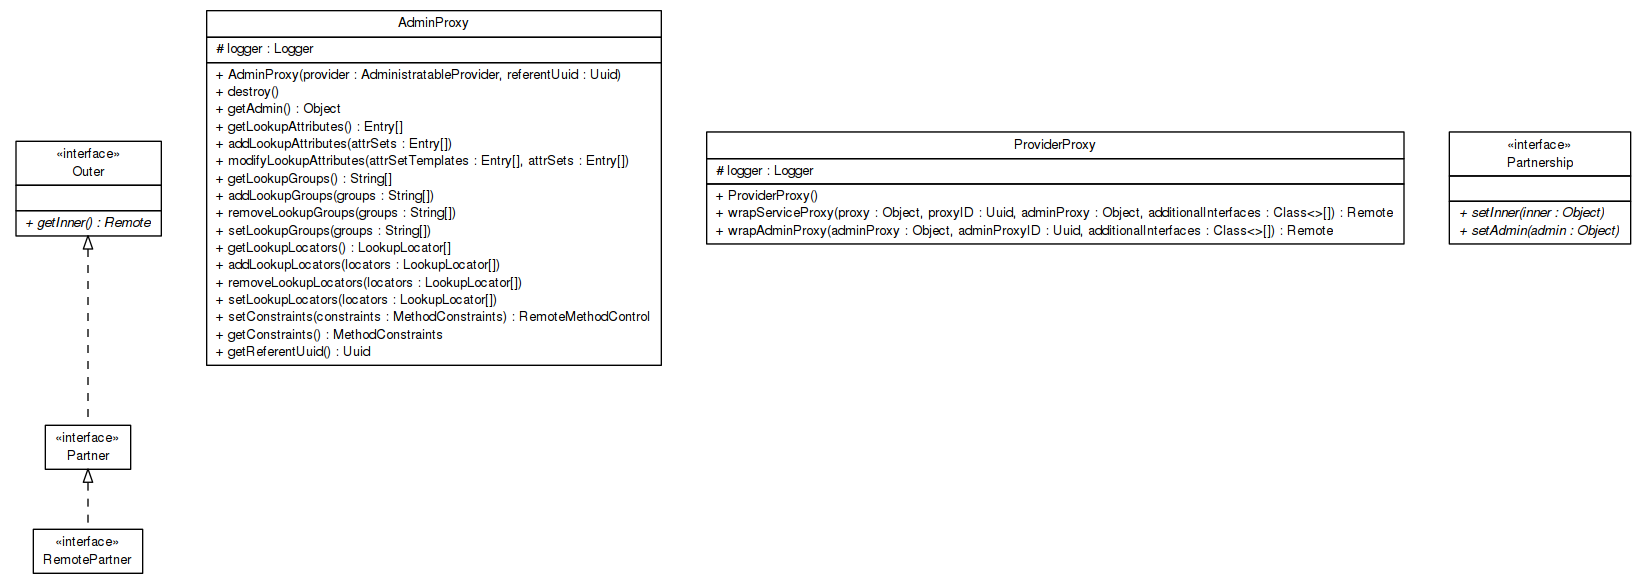 «interface»
Outer
+ getInner() : Remote
«interface»
Partner
«interface»
RemotePartner
AdminProxy
# logger : Logger
+ AdminProxy(provider : AdministratableProvider, referentUuid : Uuid)
+ destroy()
+ getAdmin() : Object
+ getLookupAttributes() : Entry[]
+ addLookupAttributes(attrSets : Entry[])
+ modifyLookupAttributes(attrSetTemplates : Entry[], attrSets : Entry[])
+ getLookupGroups() : String[]
+ addLookupGroups(groups : String[])
+ removeLookupGroups(groups : String[])
+ setLookupGroups(groups : String[])
+ getLookupLocators() : LookupLocator[]
+ addLookupLocators(locators : LookupLocator[])
+ removeLookupLocators(locators : LookupLocator[])
+ setLookupLocators(locators : LookupLocator[])
+ setConstraints(constraints : MethodConstraints) : RemoteMethodControl
+ getConstraints() : MethodConstraints
+ getReferentUuid() : Uuid
ProviderProxy
# logger : Logger
+ ProviderProxy()
+ wrapServiceProxy(proxy : Object, proxyID : Uuid, adminProxy : Object, additionalInterfaces : Class<>[]) : Remote
+ wrapAdminProxy(adminProxy : Object, adminProxyID : Uuid, additionalInterfaces : Class<>[]) : Remote
«interface»
Partnership
+ setInner(inner : Object)
+ setAdmin(admin : Object)